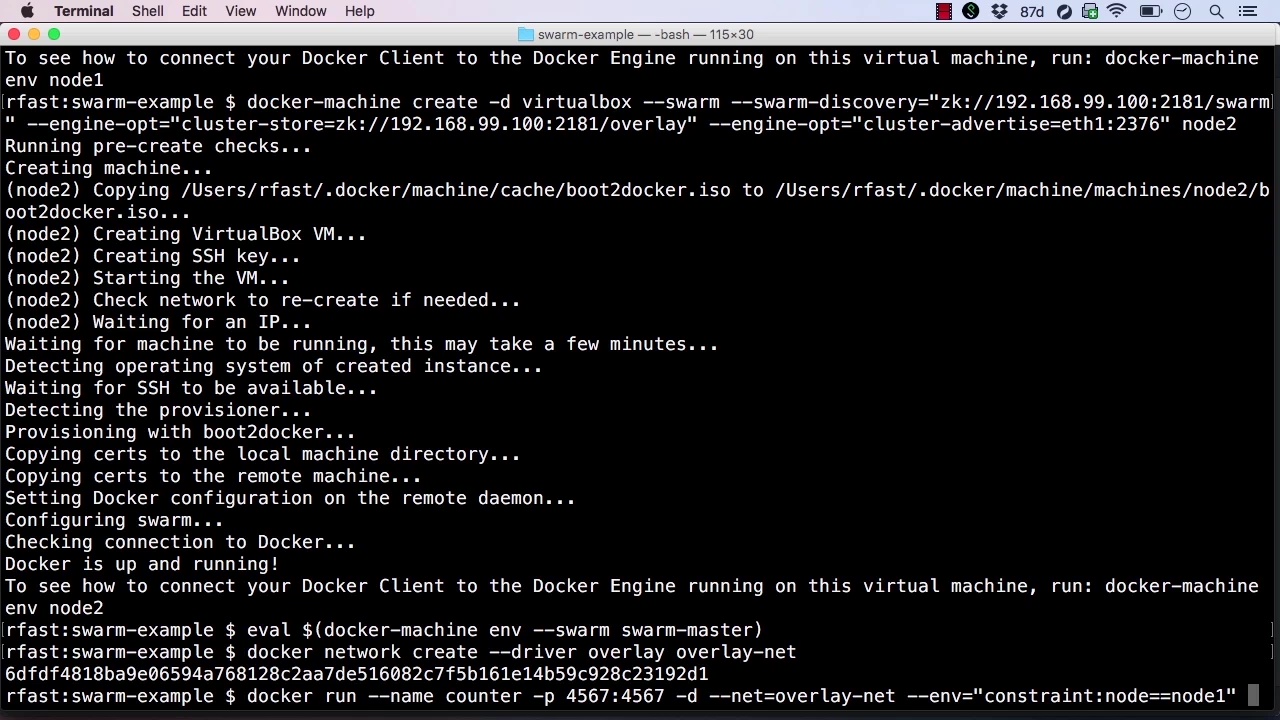 Terminal Shell Edit View Window Help 87d
swarm-example — -bash — 115×30
To see how to connect your Docker Client to the Docker Engine running on this virtual machine, run: docker-machine
env node1
rfast:swarm-example $ docker-machine create -d virtualbox --swarm --swarm-discovery="zk://192.168.99.100:2181/swarm
" --engine-opt="cluster-store=zk://192.168.99.100:2181/overlay" --engine-opt="cluster-advertise=eth1:2376" node2
Running pre-create checks...
Creating machine...
(node2) Copying /Users/rfast/.docker/machine/cache/boot2docker.iso to /Users/rfast/.docker/machine/machines/node2/b
oot2docker.iso...
(node2) Creating VirtualBox VM...
(node2) Creating SSH key...
(node2) Starting the VM...
(node2) Check network to re-create if needed...
(node2) Waiting for an IP...
Waiting for machine to be running, this may take a few minutes...
Detecting operating system of created instance...
Waiting for SSH to be available...
Detecting the provisioner...
Provisioning with boot2docker...
Copying certs to the local machine directory...
Copying certs to the remote machine...
Setting Docker configuration on the remote daemon...
Configuring swarm...
Checking connection to Docker...
Docker is up and running!
To see how to connect your Docker Client to the Docker Engine running on this virtual machine, run: docker-machine
env node2
rfast:swarm-example $ eval $(docker-machine env --swarm swarm-master)
rfast:swarm-example $ docker network create --driver overlay overlay-net
6dfdf4818ba9e06594a768128c2aa7de516082c7f5b161e14b59c928c23192d1
rfast:swarm-example $ docker run --name counter -p 4567:4567 -d --net=overlay-net --env="constraint:node==node1"